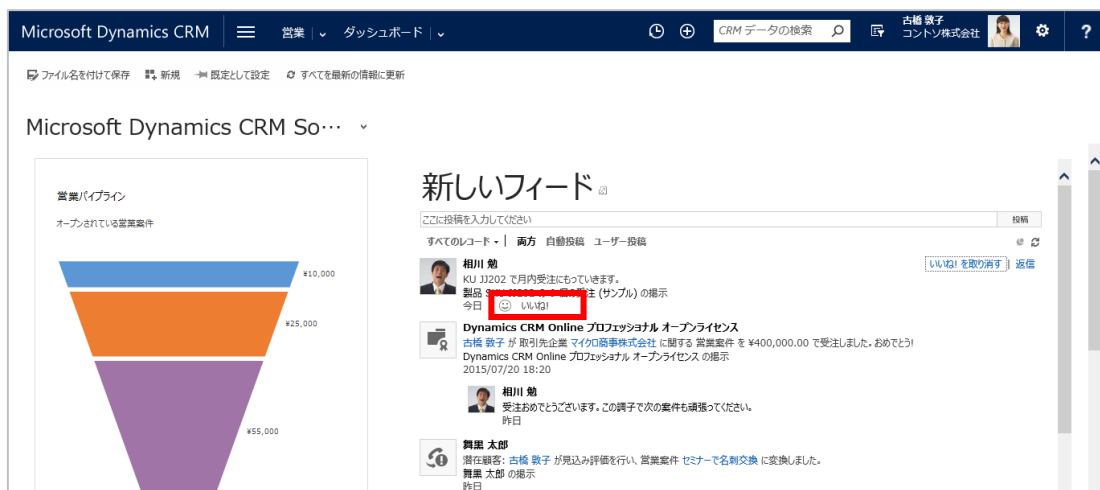 Microsoft Dynamics CRM 営業 ダッシュボード CRM データの検索 古橋 敦子
コントソ株式会社 ?
ファイル名を付けて保存 新規 既定として設定 すべてを最新の情報に更新
Microsoft Dynamics CRM So…
営業パイプライン
オープンされている営業案件
¥10,000
¥25,000
¥55,000
新しいフィード
ここに投稿を入力してください 投稿
すべてのレコード 両方 自動投稿 ユーザー投稿
相川 勉 いいね! を取り消す 返信
KU JJ202 で月内受注にもっていきます。
製品 SKU JJ202 の 注 (サンプル) の掲示
今日 いいね!
Dynamics CRM Online プロフェッショナル オープンライセンス
古橋 敦子 が 取引先企業 マイクロ商事株式会社 に関する 営業案件 を ¥400,000.00 で受注しました。おめでとう!
Dynamics CRM Online プロフェッショナル オープンライセンス の掲示
2015/07/20 18:20
相川 勉
受注おめでとうございます。この調子で次の案件も頑張ってください。
昨日
舞黒 太郎
潜在顧客: 古橋 敦子 が見込み評価を行い、営業案件 セミナーで名刺交換 に変換しました。
舞黒 太郎 の掲示
昨日